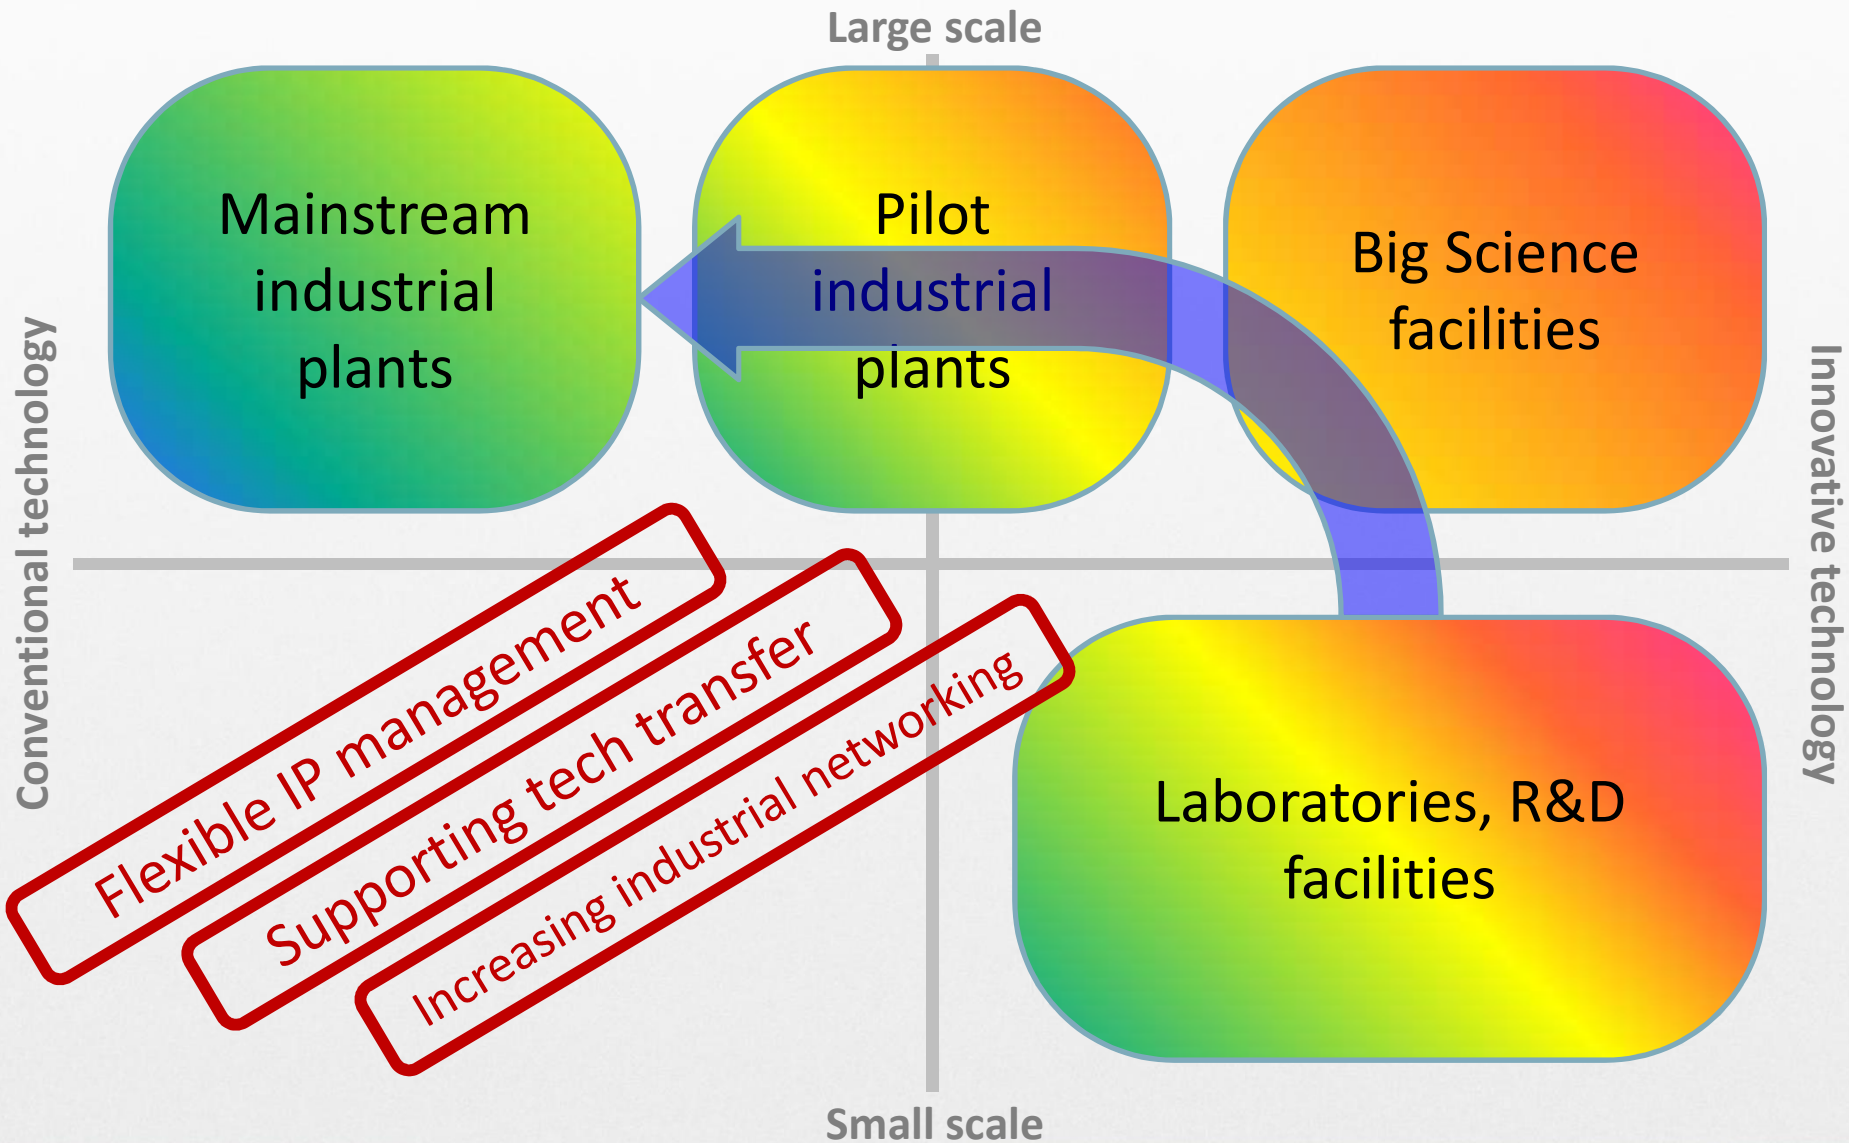 Large scale
Mainstream
industrial
plants
Pilot
industrial
plants
Big Science
facilities
Conventional technology
Innovative technology
Flexible IP management
Supporting tech transfer
Increasing industrial networking
Laboratories, R&D
facilities
Small scale